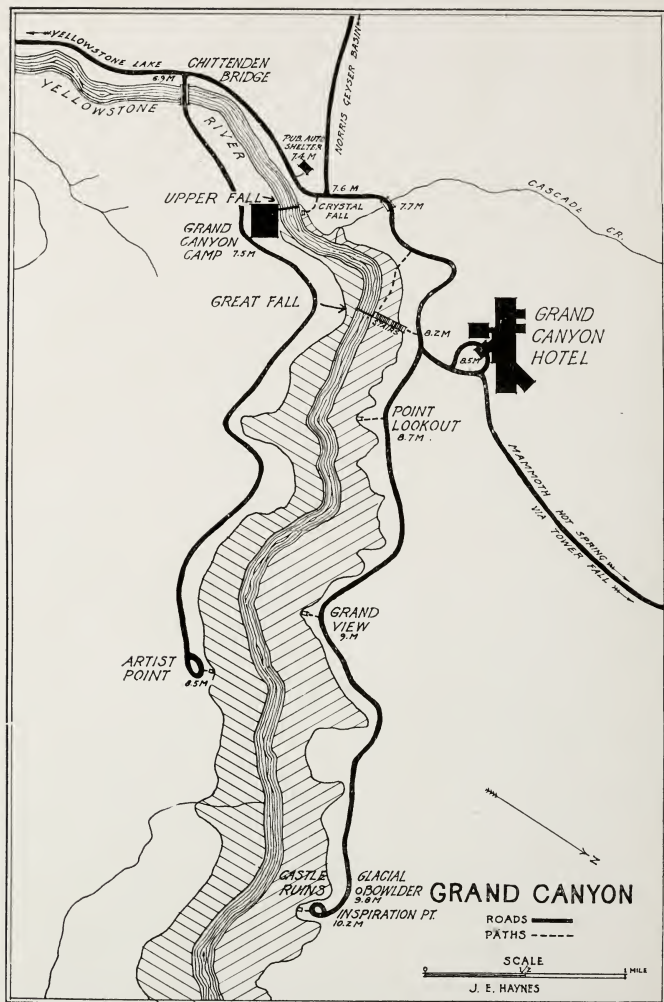 YELLOWSTONE LAKE
6.9 M
CHITTENDEN
BRIDGE
YELLOWSTONE
RIVER
NORRIS GEYSER BASIN
PUB. AUTO
SHELTER
7.4 M
7.6 M
7.7 M
CASCADE
CR.
UPPER FALL
CRYSTAL
FALL
GRAND
CANYON
CAMP 7.5 M
GREAT FALL
STAIRS
8.2 M
8.5 M
GRAND
CANYON
HOTEL
POINT
LOOKOUT
8.7 M.
MAMMOTH HOT SPRING
VIA TOWER FALL
GRAND
VIEW
9. M
ARTIST
POINT
8.5 M
N
CASTLE
RUINS
GLACIAL
BOWLDER
9.8 M
INSPIRATION PT.
10.2 M
GRAND CANYON
ROADS
PATHS
SCALE
0 1/2 1 MILE
J. E. HAYNES